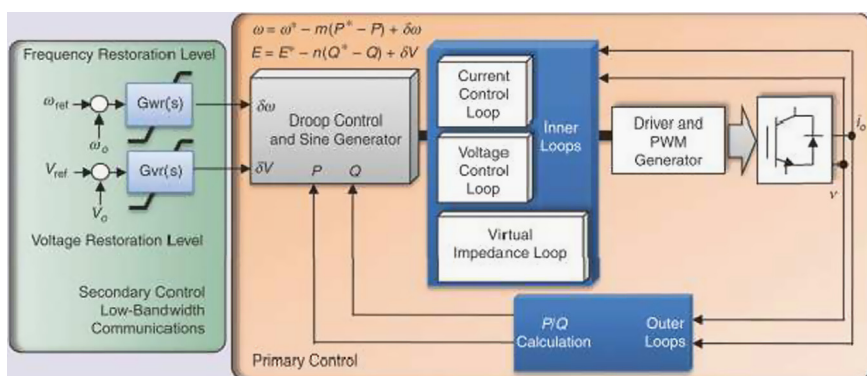 ω = ω* − m(P* − P) + δω
E = E* − n(Q* − Q) + δV
Frequency Restoration Level
ωref
Gwr(s)
ωo
Vref
Gvr(s)
Vo
Voltage Restoration Level
Secondary Control
Low-Bandwidth
Communications
δω
Droop Control
and Sine Generator
δV
P
Q
Current
Control
Loop
Voltage
Control
Loop
Inner
Loops
Virtual
Impedance Loop
Driver and
PWM
Generator
io
v
P/Q
Calculation
Outer
Loops
Primary Control